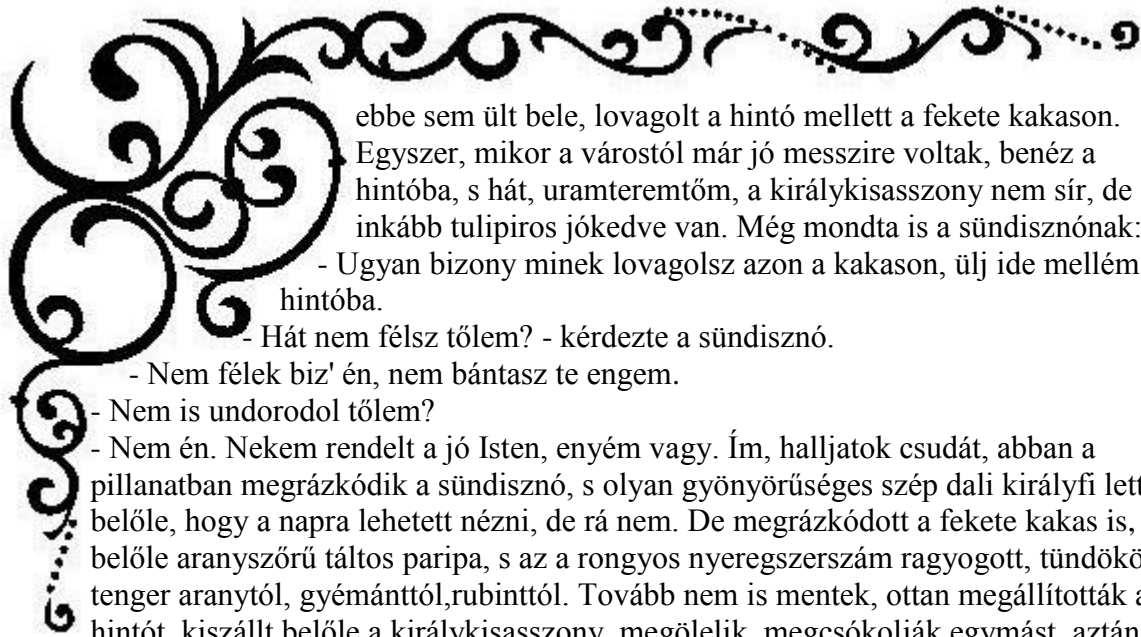 ebbe sem ült bele, lovagolt a hintó mellett a fekete kakason.
Egyszer, mikor a várostól már jó messzire voltak, benéz a
hintóba, s hát, uramteremtőm, a királykisasszony nem sír, de
inkább tulipiros jókedve van. Még mondta is a sündisznónak:
- Ugyan bizony minek lovagolsz azon a kakason, ülj ide mellém
hintóba.
- Hát nem félsz tőlem? - kérdezte a sündisznó.
- Nem félek biz' én, nem bántasz te engem.
- Nem is undorodol tőlem?
- Nem én. Nekem rendelt a jó Isten, enyém vagy. Ím, halljatok csudát, abban a
pillanatban megrázkódik a sündisznó, s olyan gyönyörűséges szép dali királyfi lett
belőle, hogy a napra lehetett nézni, de rá nem. De megrázkódott a fekete kakas is,
belőle aranyszőrű táltos paripa, s az a rongyos nyeregszerszám ragyogott,
tenger aranytól, gyémánttól,rubinttól. Tovább nem is mentek, ottan megállították
hintót, kiszállt belőle a királykisasszony, megölelik, megcsókolják egymást, aztán